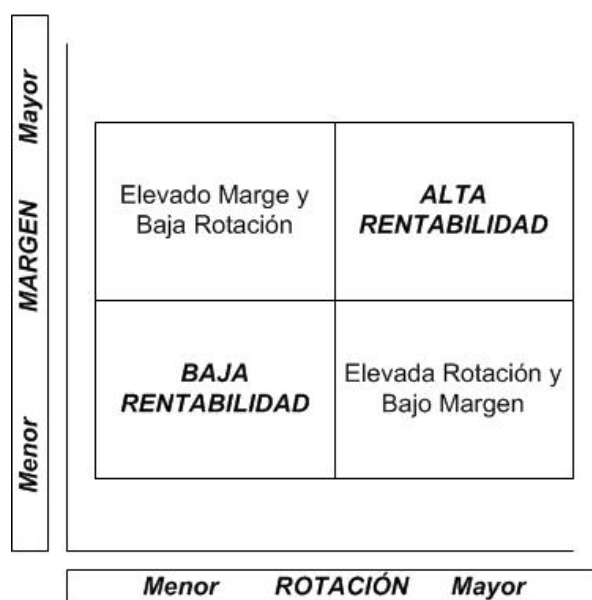 Mayor
MARGEN
Menor
Elevado Marge y
Baja Rotación
ALTA
RENTABILIDAD
BAJA
RENTABILIDAD
Elevada Rotación y
Bajo Margen
Menor ROTACIÓN Mayor